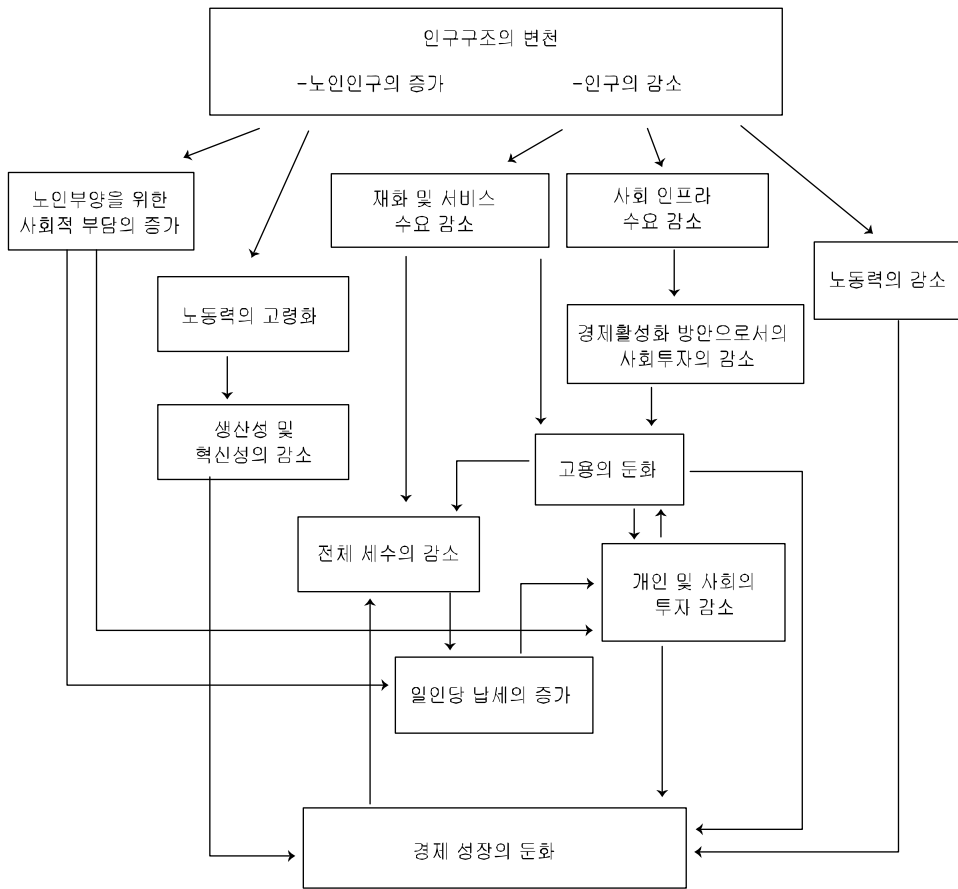 인구구조의 변천
-노인인구의 증가
-인구의 감소
노인부양을 위한
사회적 부담의 증가
재화 및 서비스
수요 감소
사회 인프라
수요 감소
노동력의 감소
노동력의 고령화
경제활성화 방안으로서의
사회투자의 감소
생산성 및
혁신성의 감소
고용의 둔화
전체 세수의 감소
개인 및 사회의
투자 감소
일인당 납세의 증가
경제 성장의 둔화